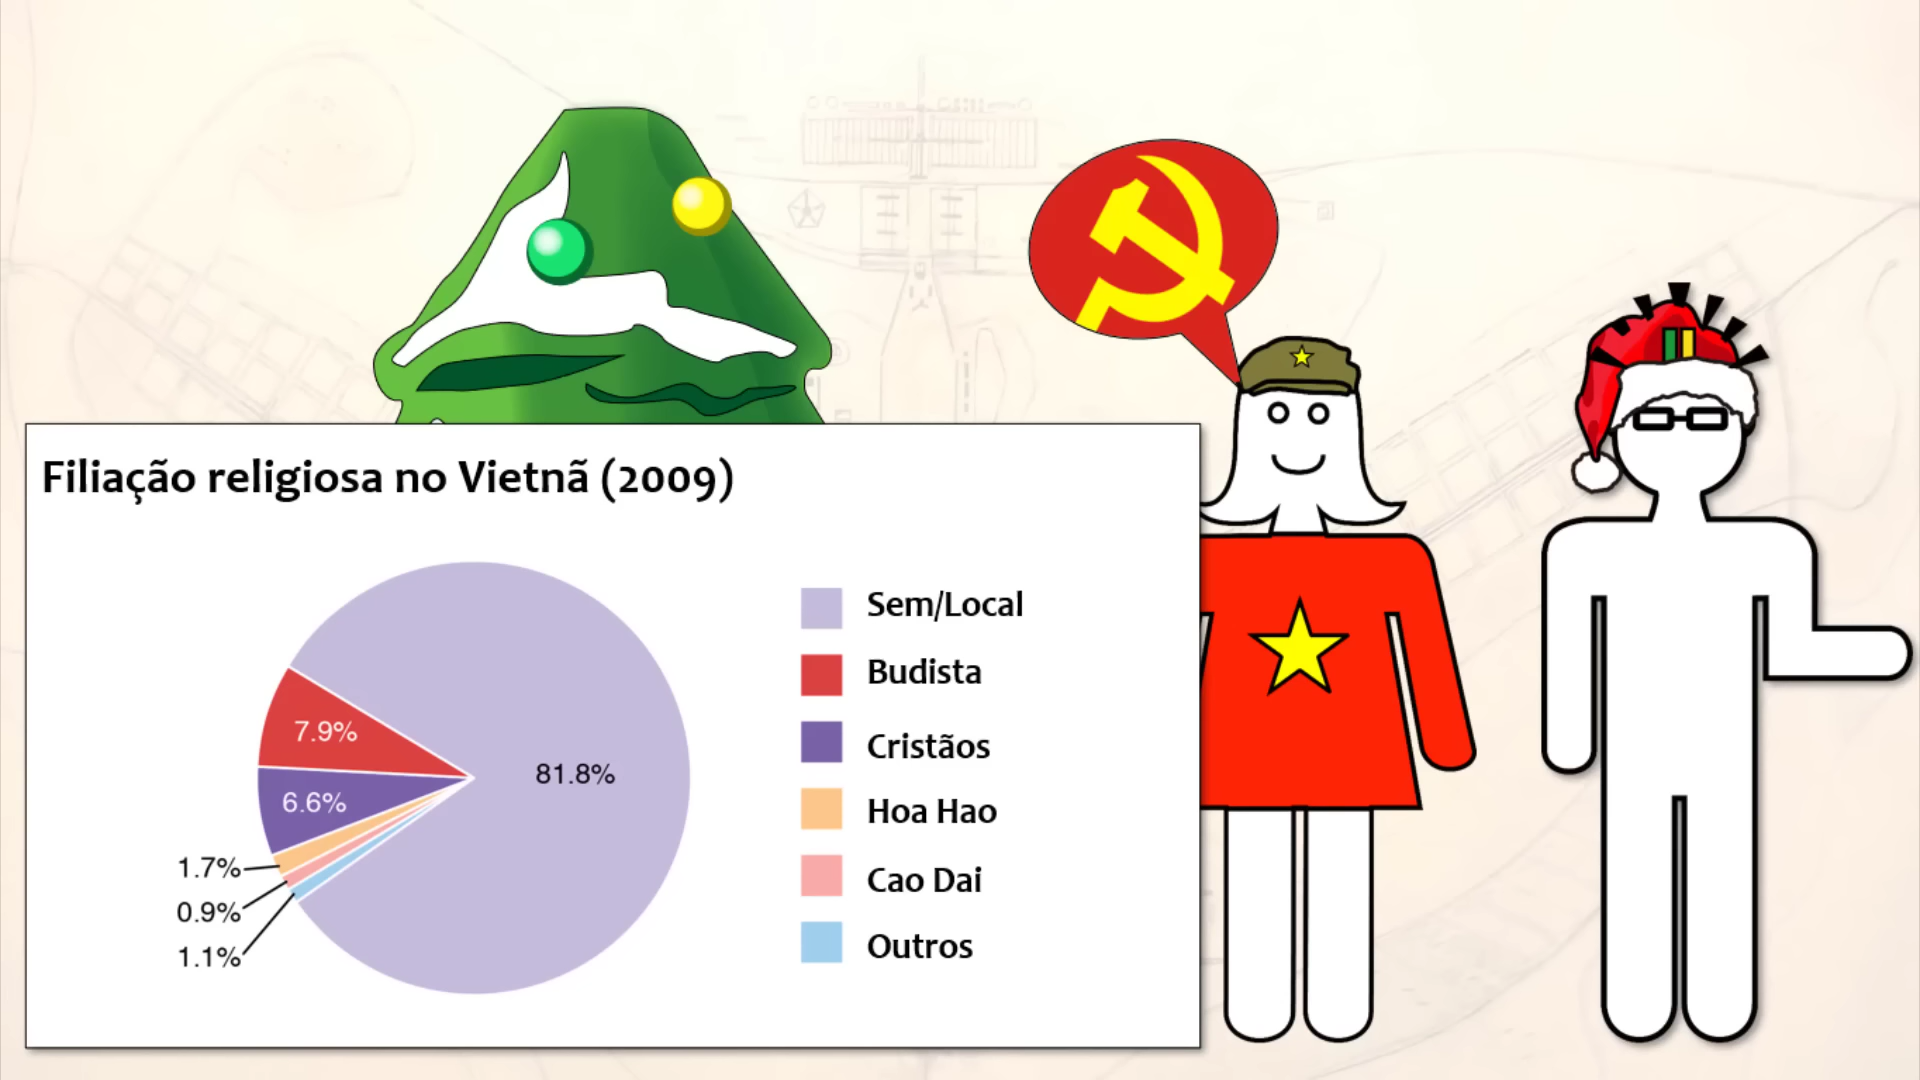 Filiação religiosa no Vietnã (2009)
Sem/Local
Budista
Cristãos
Hoa Hao
Cao Dai
Outros
81.8%
7.9%
6.6%
1.7%
0.9%
1.1%